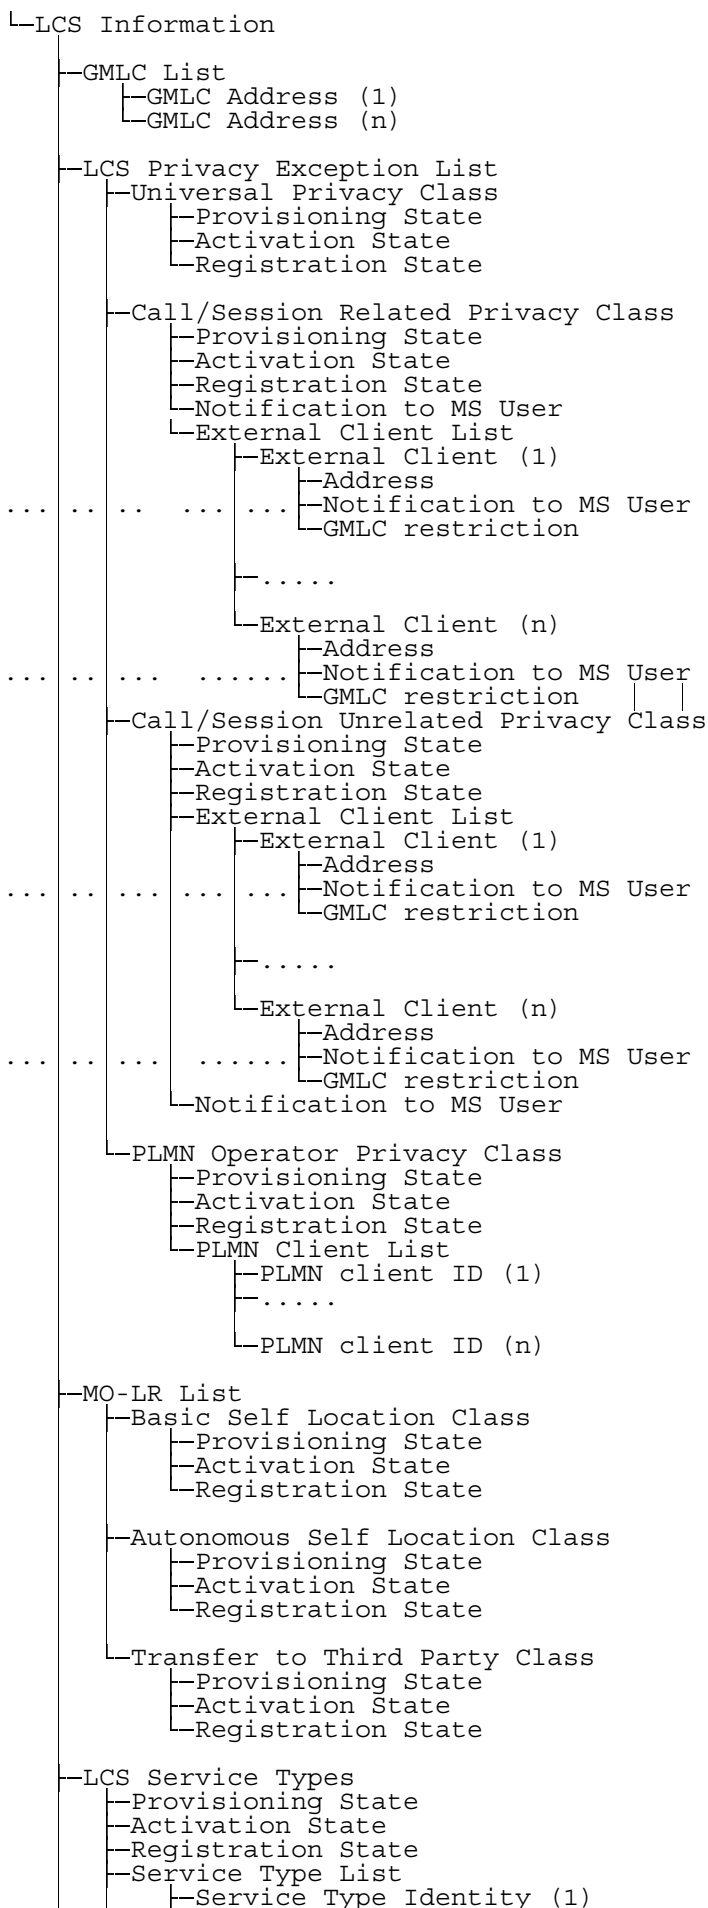 LCS Information
GMLC List
GMLC Address (1)
GMLC Address (n)
LCS Privacy Exception List
Universal Privacy Class
Provisioning State
Activation State
Registration State
Call/Session Related Privacy Class
Provisioning State
Activation State
Registration State
Notification to MS User
External Client List
External Client (1)
Address
... .. .. ... ... Notification to MS User
GMLC restriction
.....
External Client (n)
Address
... .. ... ...... Notification to MS User
GMLC restriction
Call/Session Unrelated Privacy Class
Provisioning State
Activation State
Registration State
External Client List
External Client (1)
Address
... .. ... ... ... Notification to MS User
GMLC restriction
.....
External Client (n)
Address
... .. ... ...... Notification to MS User
GMLC restriction
Notification to MS User
PLMN Operator Privacy Class
Provisioning State
Activation State
Registration State
PLMN Client List
PLMN client ID (1)
.....
PLMN client ID (n)
MO-LR List
Basic Self Location Class
Provisioning State
Activation State
Registration State
Autonomous Self Location Class
Provisioning State
Activation State
Registration State
Transfer to Third Party Class
Provisioning State
Activation State
Registration State
LCS Service Types
Provisioning State
Activation State
Registration State
Service Type List
Service Type Identity (1)